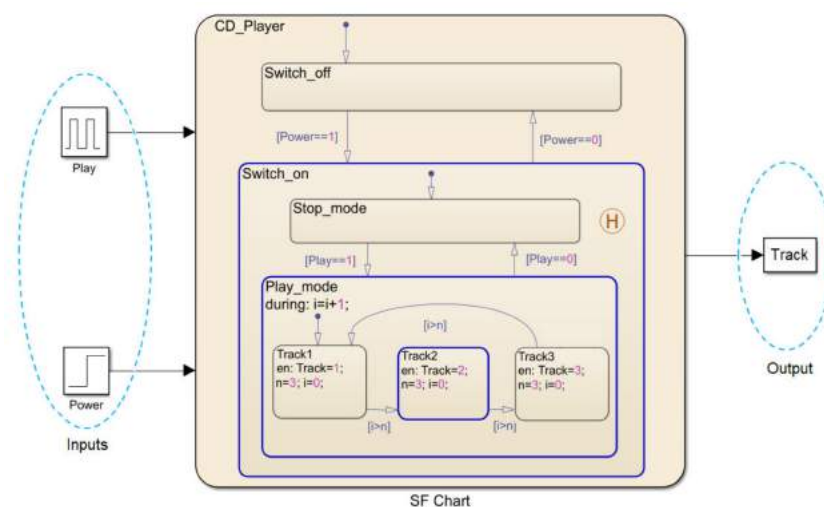 CD_Player
Switch_off
[Power==1]
[Power==0]
Play
Switch_on
Stop_mode
H
[Play==1]
[Play==0]
Play_mode
during: i=i+1;
[i>n]
Track1
en: Track=1;
n=3; i=0;
Track2
en: Track=2;
n=3; i=0;
Track3
en: Track=3;
n=3; i=0;
[i>n]
[i>n]
Power
Inputs
Track
Output
SF Chart